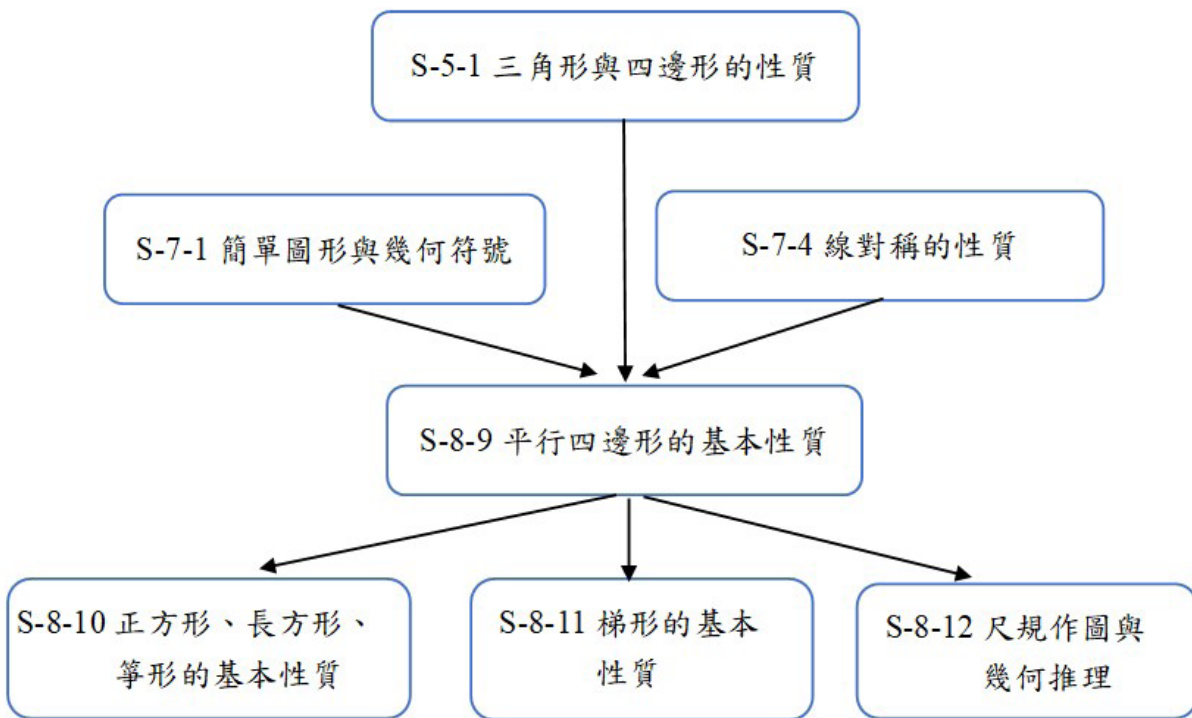 S-5-1 三角形與四邊形的性質
S-7-1 簡單圖形與幾何符號
S-7-4 線對稱的性質
S-8-9 平行四邊形的基本性質
S-8-10 正方形、長方形、
箏形的基本性質
S-8-11 梯形的基本
性質
S-8-12 尺規作圖與
幾何推理